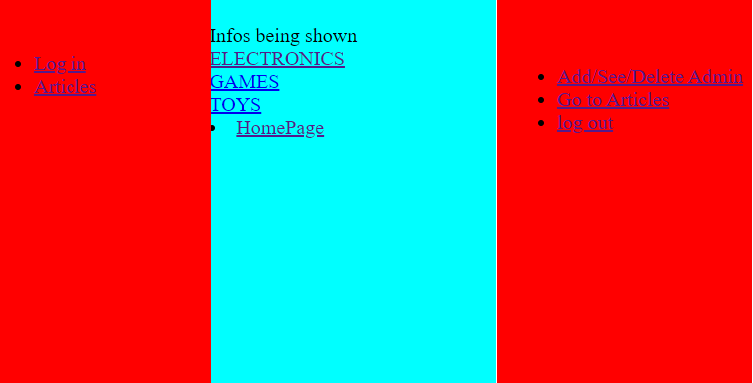 Log in
Articles
Infos being shown
ELECTRONICS
GAMES
TOYS
HomePage
Add/See/Delete Admin
Go to Articles
log out